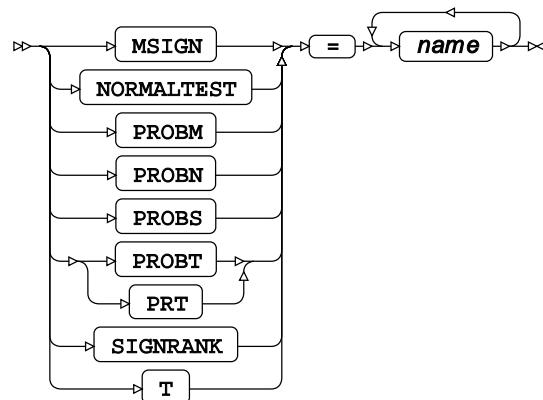 MSIGN = name
NORMALTEST
PROBM
PROBN
PROBS
PROBT
PRT
SIGNRANK
T